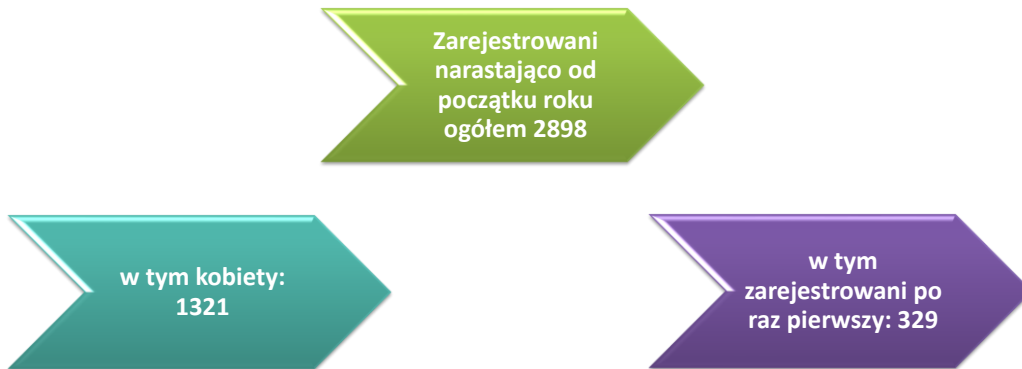 Zarejestrowani
narastająco od
początku roku
ogółem 2898
w tym kobiety:
1321
w tym
zarejestrowani po
raz pierwszy: 329